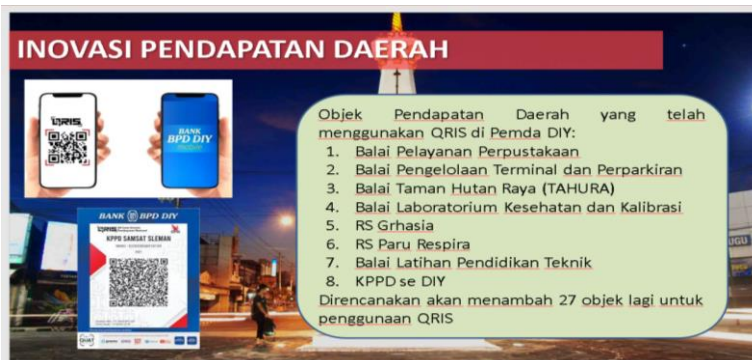 INOVASI PENDAPATAN DAERAH
QRIS
BANK
BPD DIY
BANK BPD DIY
QRIS
KPPD SAMSAT SLEMAN
Objek Pendapatan Daerah yang telah
menggunakan QRIS di Pemda DIY:
1. Balai Pelayanan Perpustakaan
2. Balai Pengelolaan Terminal dan Perparkiran
3. Balai Taman Hutan Raya (TAHURA)
4. Balai Laboratorium Kesehatan dan Kalibrasi
5. RS Grhasia
6. RS Paru Respira
7. Balai Latihan Pendidikan Teknik
8. KPPD se DIY
Direncanakan akan menambah 27 objek lagi untuk
penggunaan QRIS